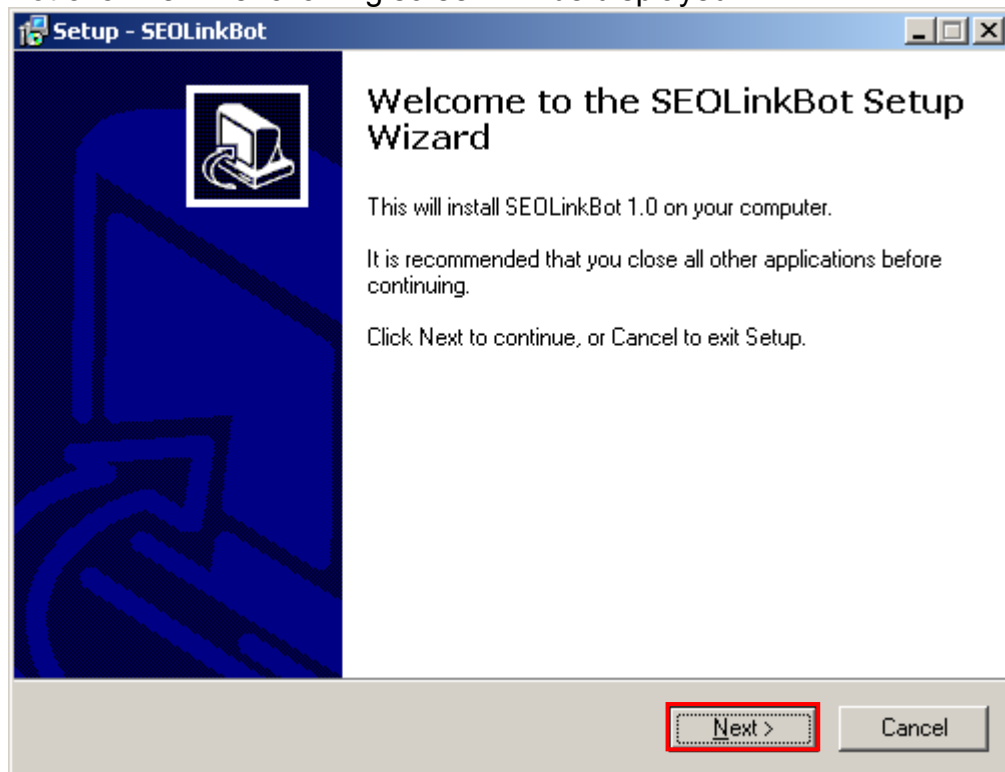 Setup - SEOLinkBot
Welcome to the SEOLinkBot Setup
Wizard
This will install SEOLinkBot 1.0 on your computer.
It is recommended that you close all other applications before
continuing.
Click Next to continue, or Cancel to exit Setup.
Next >
Cancel